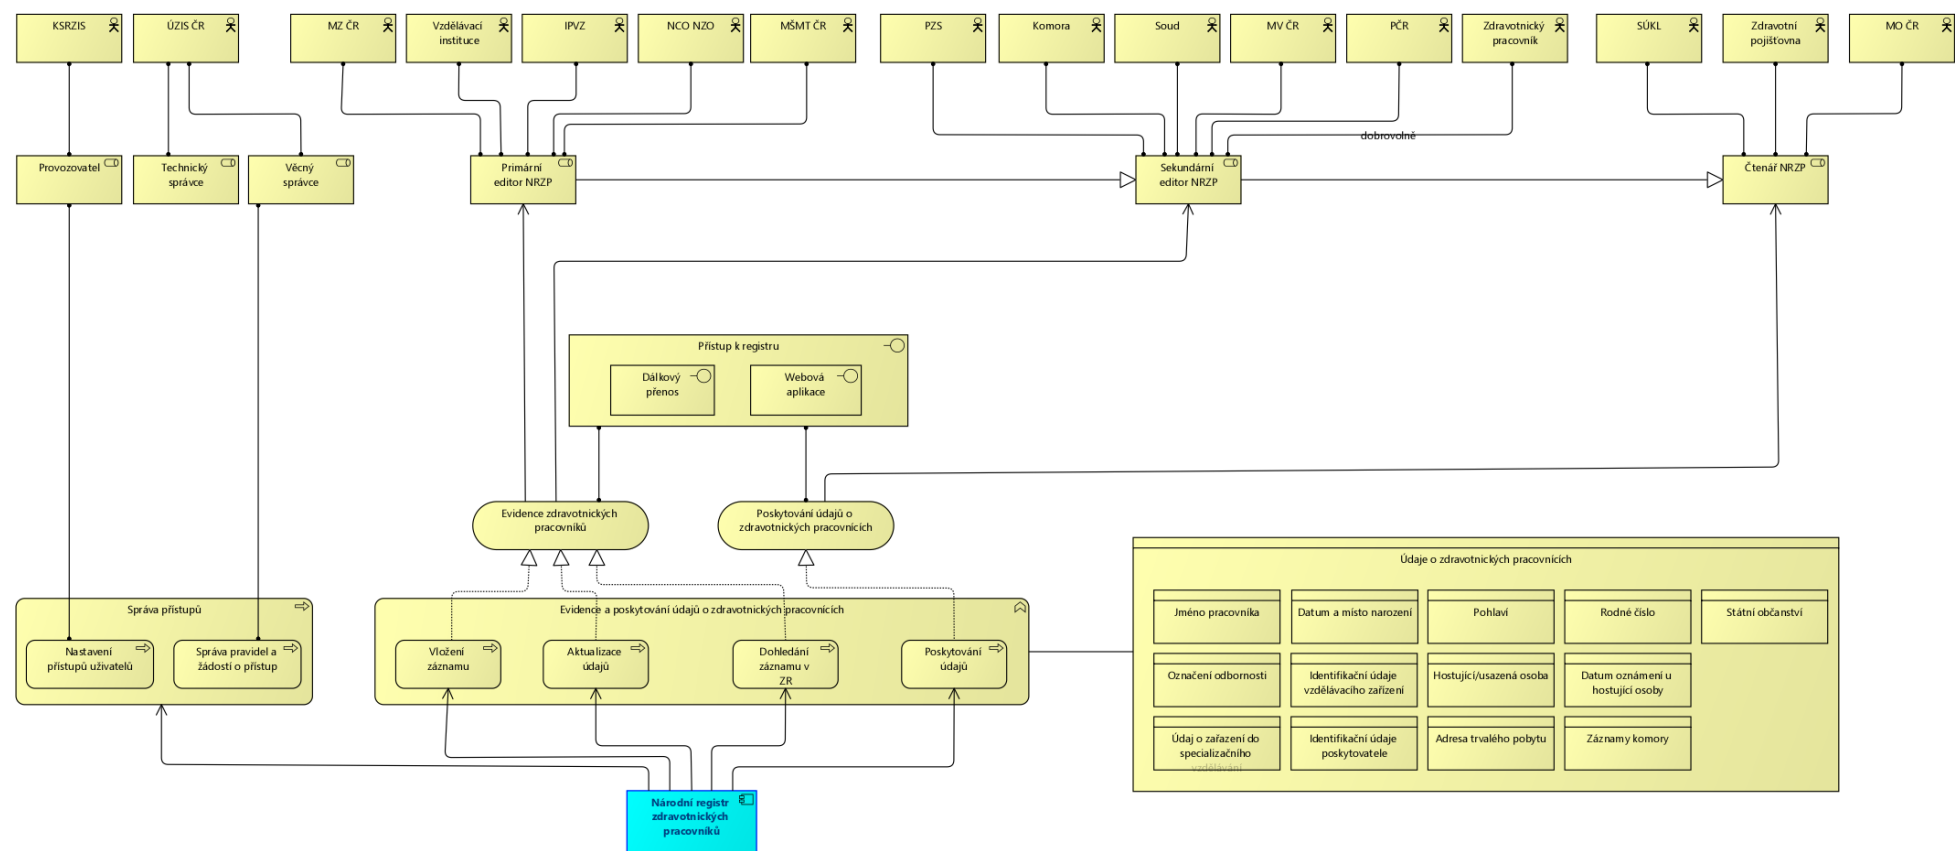 KSRZIS
ÚZIS ČR
MZ ČR
Vzdělávací
instituce
IPVZ
NCO NZO
MŠMT ČR
PZS
Komora
Soud
MV ČR
PČR
Zdravotnický
pracovník
SÚKL
Zdravotní
pojišťovna
MO ČR
dobrovolně
Provozovatel
Technický
správce
Věcný
správce
Primární
editor NRZP
Sekundární
editor NRZP
Čtenář NRZP
Přístup k registru
Dálkový
přenos
Webová
aplikace
Evidence zdravotnických
pracovníků
Poskytování údajů o
zdravotnických pracovnících
Správa přístupů
Nastavení
přístupů uživatelů
Správa pravidel a
žádostí o přístup
Evidence a poskytování údajů o zdravotnických pracovnících
Vložení
záznamu
Aktualizace
údajů
Dohledání
záznamu v
ZR
Poskytování
údajů
Údaje o zdravotnických pracovnících
Jméno pracovníka
Datum a místo narození
Pohlaví
Rodné číslo
Státní občanství
Označení odbornosti
Identifikační údaje
vzdělávacího zařízení
Hostující/usazená osoba
Datum oznámení u
hostující osoby
Údaj o zařazení do
specializačního
vzdělávání
Identifikační údaje
poskytovatele
Adresa trvalého pobytu
Záznamy komory
Národní registr
zdravotnických
pracovníků